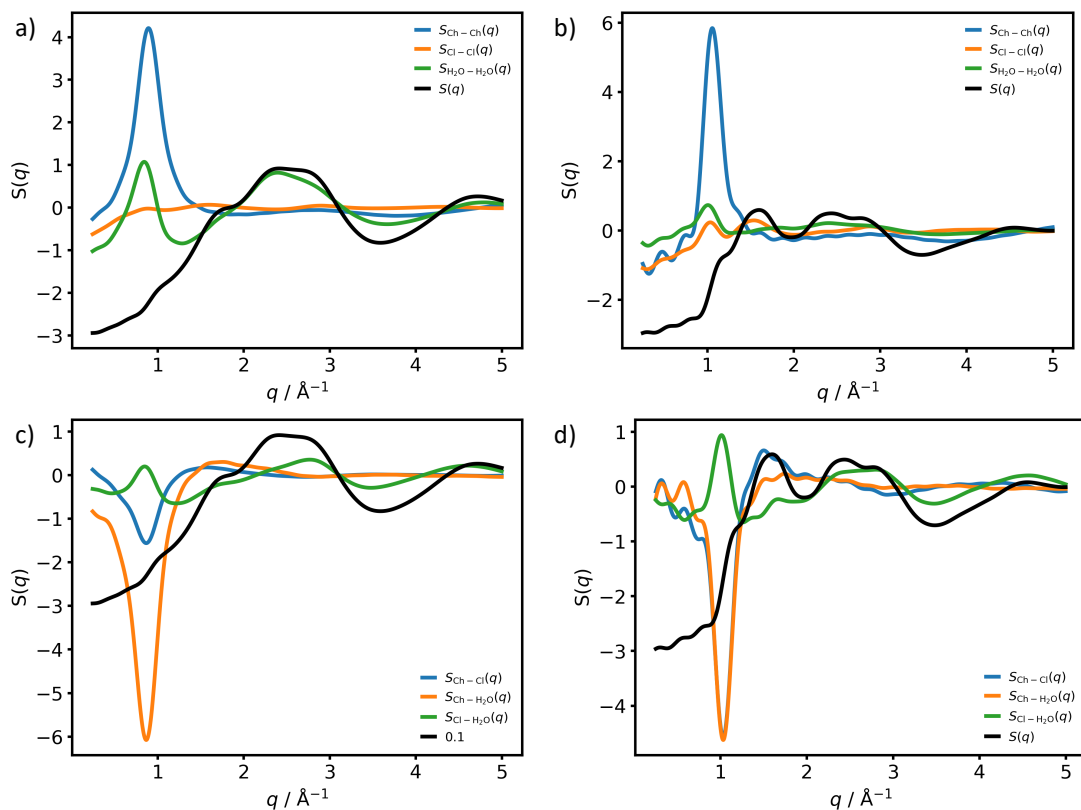 a)
S_Ch−Ch(q)
S_Cl−Cl(q)
S_H₂O−H₂O(q)
S(q)
4
3
2
1
0
−1
−2
−3
S(q)
1
2
3
4
5
q / Å⁻¹
b)
S_Ch−Ch(q)
S_Cl−Cl(q)
S_H₂O−H₂O(q)
S(q)
6
4
2
0
−2
S(q)
1
2
3
4
5
q / Å⁻¹
c)
1
0
−1
−2
−3
−4
−5
−6
S(q)
S_Ch−Cl(q)
S_Ch−H₂O(q)
S_Cl−H₂O(q)
0.1
1
2
3
4
5
q / Å⁻¹
d)
1
0
−1
−2
−3
−4
S(q)
S_Ch−Cl(q)
S_Ch−H₂O(q)
S_Cl−H₂O(q)
S(q)
1
2
3
4
5
q / Å⁻¹